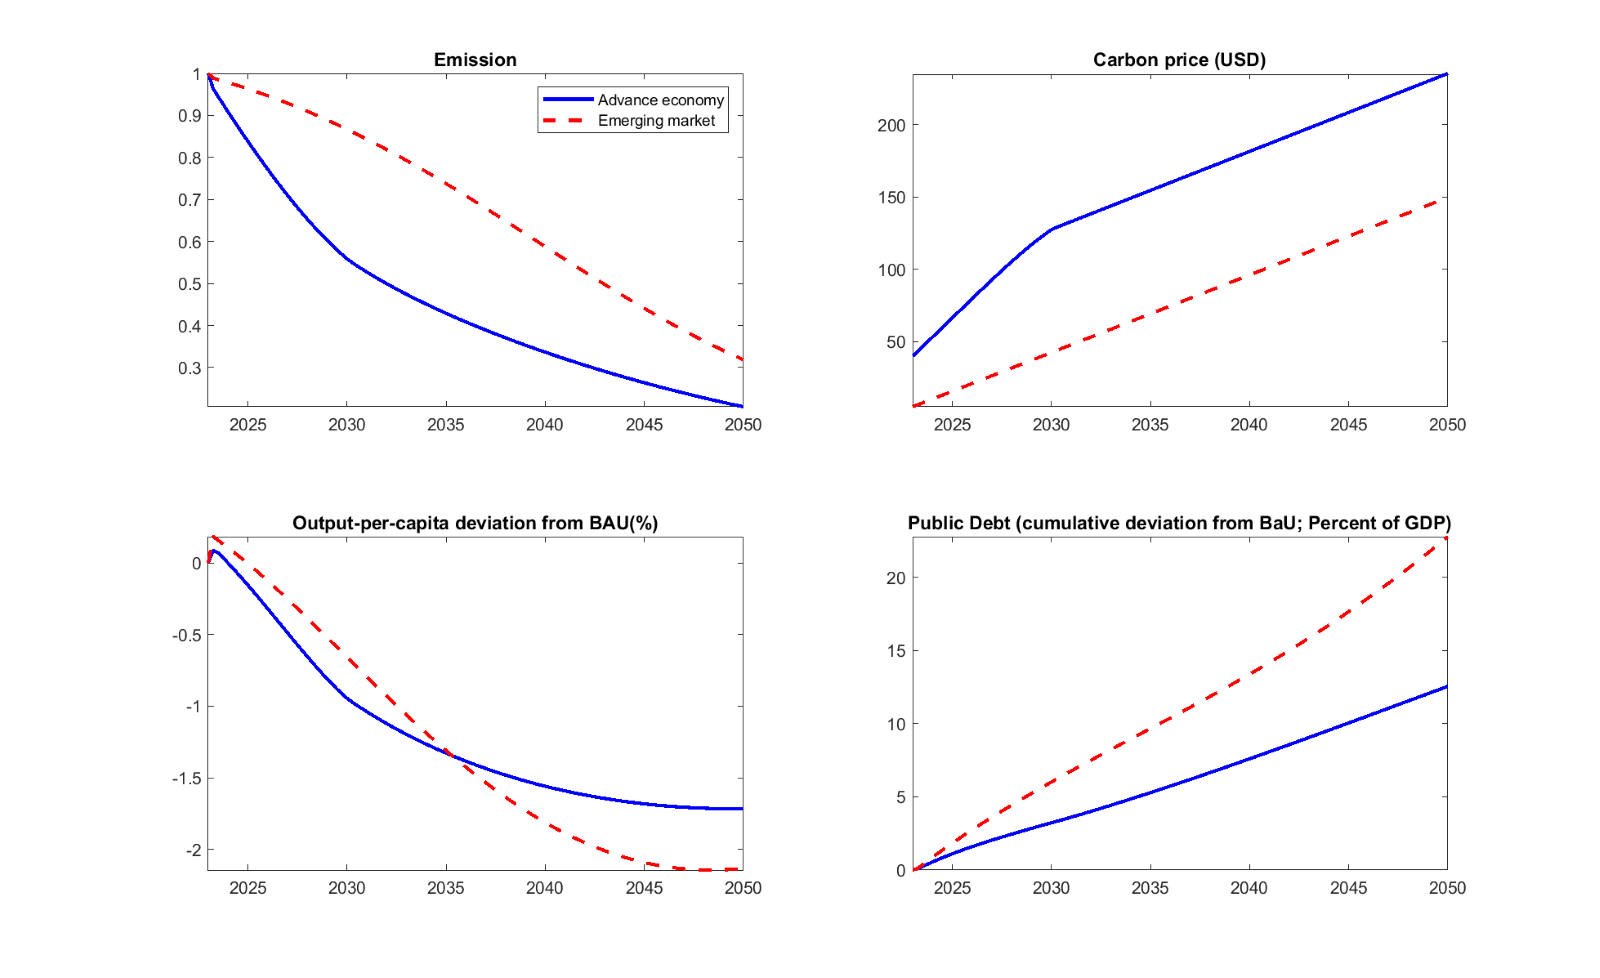 Emission
1
0.9
0.8
0.7
0.6
0.5
0.4
0.3
Advance economy
Emerging market
2025 2030 2035 2040 2045 2050
Carbon price (USD)
200
150
100
50
2025 2030 2035 2040 2045 2050
Output-per-capita deviation from BAU(%)
0
-0.5
-1
-1.5
-2
2025 2030 2035 2040 2045 2050
Public Debt (cumulative deviation from BaU; Percent of GDP)
20
15
10
5
0
2025 2030 2035 2040 2045 2050